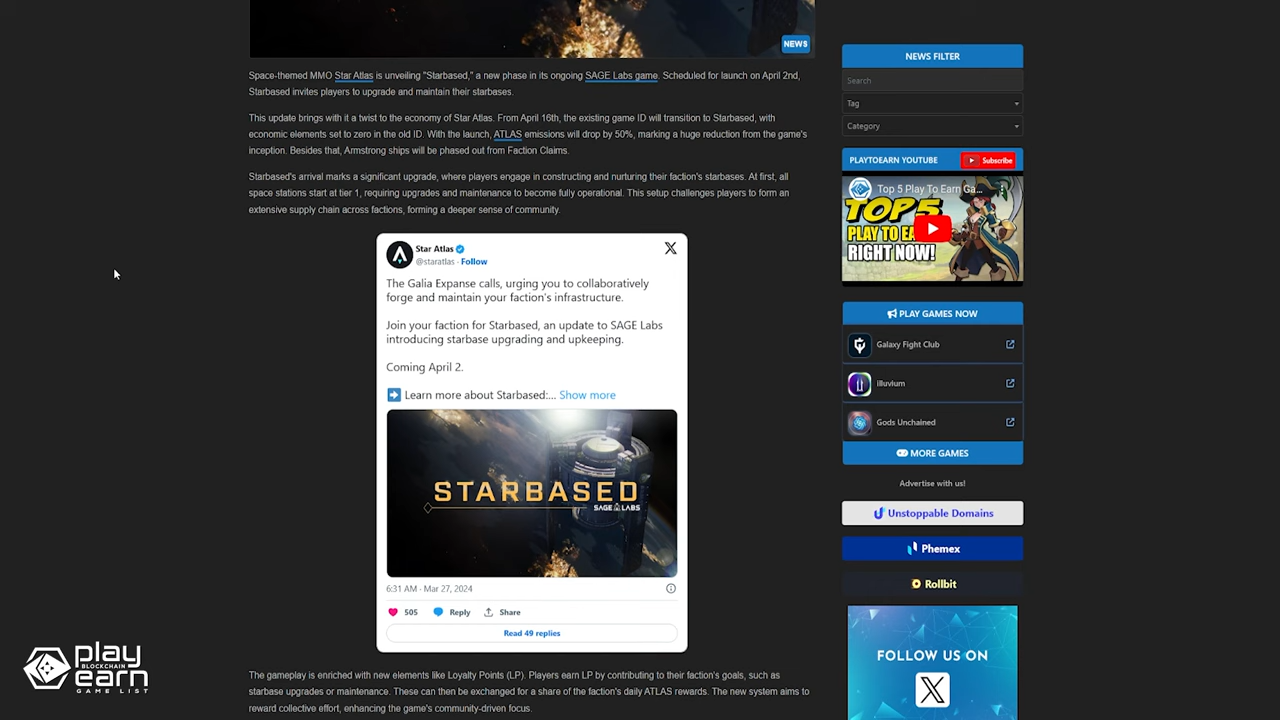 NEWS
Space-themed MMO Star Atlas is unveiling "Starbased," a new phase in its ongoing SAGE Labs game. Scheduled for launch on April 2nd,
Starbased invites players to upgrade and maintain their starbases.
This update brings with it a twist to the economy of Star Atlas. From April 16th, the existing game ID will transition to Starbased, with
economic elements set to zero in the old ID. With the launch, ATLAS emissions will drop by 50%, marking a huge reduction from the game's
inception. Besides that, Armstrong ships will be phased out from Faction Claims.
Starbased's arrival marks a significant upgrade, where players engage in constructing and nurturing their faction's starbases. At first, all
space stations start at tier 1, requiring upgrades and maintenance to become fully operational. This setup challenges players to form an
extensive supply chain across factions, forming a deeper sense of community.
Star Atlas
@staratlas · Follow
The Galia Expanse calls, urging you to collaboratively
forge and maintain your faction's infrastructure.
Join your faction for Starbased, an update to SAGE Labs
introducing starbase upgrading and upkeeping.
Coming April 2.
➡️ Learn more about Starbased:... Show more
STARBASED
SAGE LABS
6:31 AM · Mar 27, 2024
505 Reply Share
Read 49 replies
The gameplay is enriched with new elements like Loyalty Points (LP). Players earn LP by contributing to their faction's goals, such as
starbase upgrades or maintenance. These can then be exchanged for a share of the faction's daily ATLAS rewards. The new system aims to
reward collective effort, enhancing the game's community-driven focus.
NEWS FILTER
Search
Tag
Category
PLAYTOEARN YOUTUBE
Subscribe
Top 5 Play To Earn Ga...
TOP 5
PLAY TO EA
RIGHT NOW!
PLAY GAMES NOW
Galaxy Fight Club
illuvium
Gods Unchained
MORE GAMES
Advertise with us!
Unstoppable Domains
Phemex
Rollbit
FOLLOW US ON
X
play
BLOCKCHAIN
earn
GAME LIST